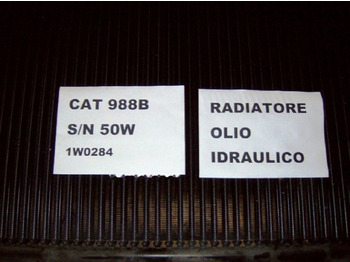 CAT 988B
S/N 50W
1W0284
RADIATORE
OLIO
IDRAULICO